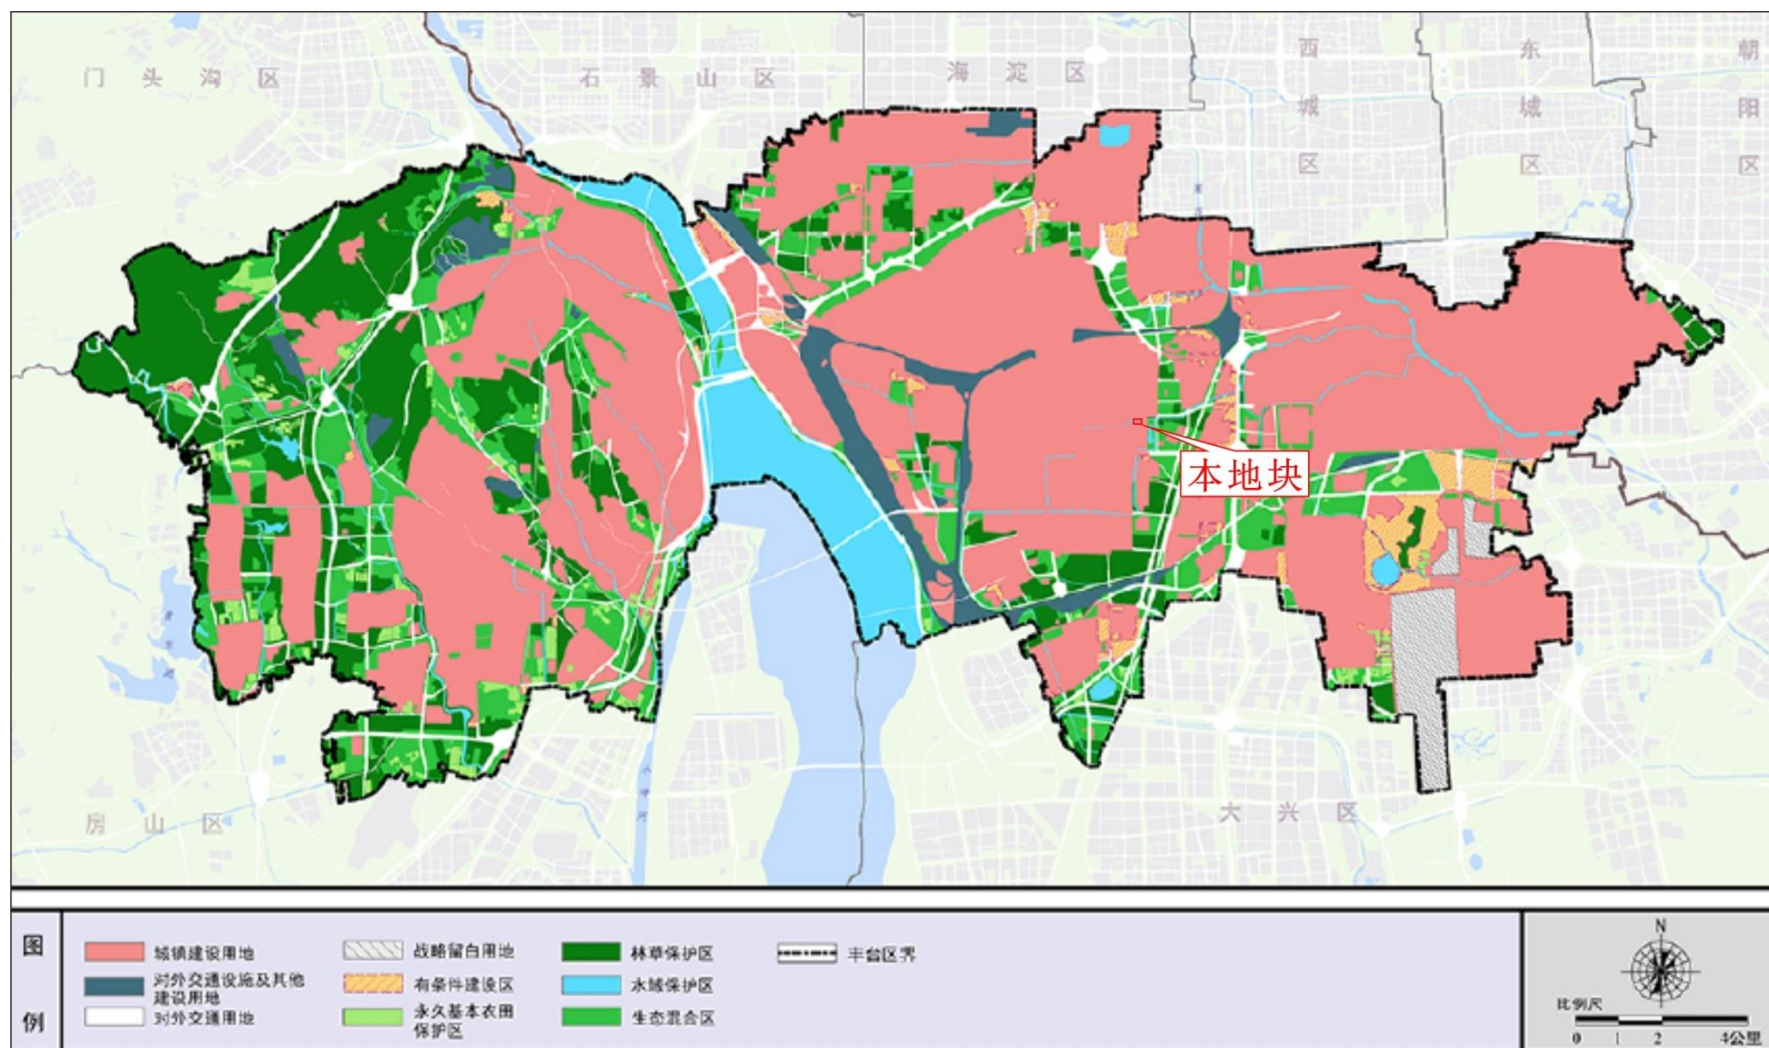 门头沟区
石景山区
海淀区
西城区
东城区
朝阳区
本地块
房山区
大兴区
图例
城镇建设用地
对外交通设施及其他
建设用地
对外交通用地
战略留白用地
有条件建设区
永久基本农田
保护区
林草保护区
水域保护区
生态混合区
丰台区界
N
比例尺
0 1 2 4公里